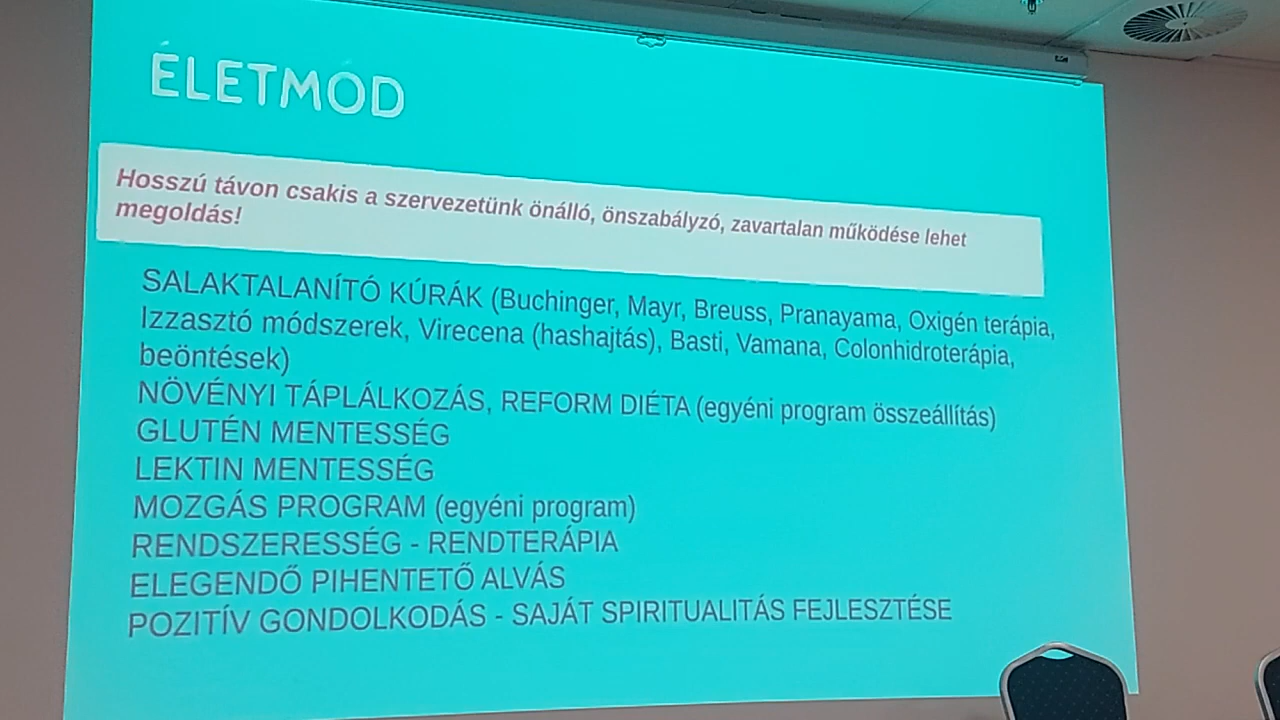 ÉLETMÓD
Hosszú távon csakis a szervezetünk önálló, önszabályzó, zavartalan működése lehet
megoldás!
SALAKTALANÍTÓ KÚRÁK (Buchinger, Mayr, Breuss, Pranayama, Oxigén terápia,
Izzasztó módszerek, Virecena (hashajtás), Basti, Vamana, Colonhidroterápia,
beöntések)
NÖVÉNYI TÁPLÁLKOZÁS, REFORM DIÉTA (egyéni program összeállítás)
GLUTÉN MENTESSÉG
LEKTIN MENTESSÉG
MOZGÁS PROGRAM (egyéni program)
RENDSZERESSÉG - RENDTERÁPIA
ELEGENDŐ PIHENTETŐ ALVÁS
POZITÍV GONDOLKODÁS - SAJÁT SPIRITUALITÁS FEJLESZTÉSE